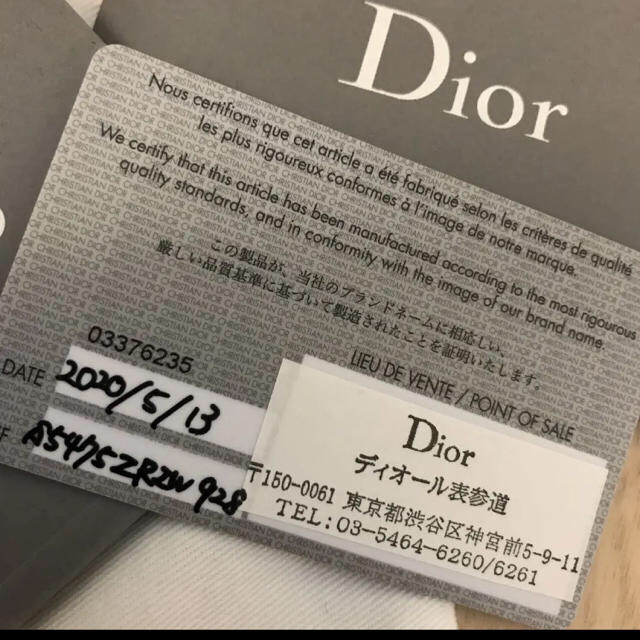 Dior
Nous certifions que cet article a été fabriqué selon les critères de qualité
les plus rigoureux conformes à l'image de notre marque.
We certify that this article has been manufactured according to the most rigourous
quality standards, and in conformity with the image of our brand name.
この製品が、当社のブランドネームに相応しい、
厳しい品質基準に基づいて製造されたことを証明いたします。
03376235
LIEU DE VENTE / POINT OF SALE
DATE 2020/5/13
A5475ZRZW 928
Dior
ディオール表参道
〒150-0061 東京都渋谷区神宮前5-9-11
TEL:03-5464-6260/6261